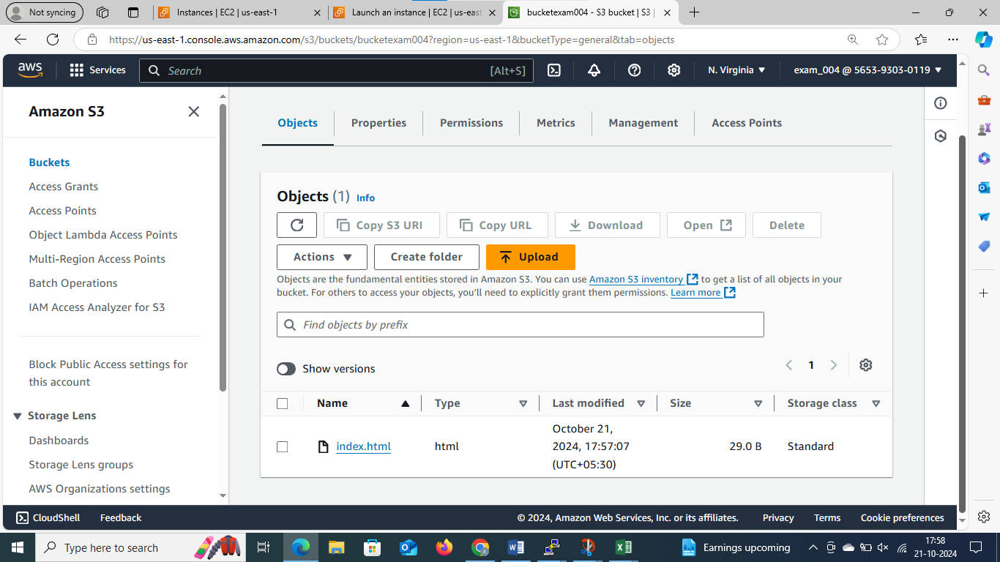 Not syncing
Instances | EC2 | us-east-1
Launch an instance | EC2 | us-east
bucketexam004 - S3 bucket | S3 |
https://us-east-1.console.aws.amazon.com/s3/buckets/bucketexam004?region=us-east-1&bucketType=general&tab=objects
aws
Services
Search
[Alt+S]
N. Virginia
exam_004 @ 5653-9303-0119
Amazon S3
Buckets
Access Grants
Access Points
Object Lambda Access Points
Multi-Region Access Points
Batch Operations
IAM Access Analyzer for S3
Block Public Access settings for
this account
Storage Lens
Dashboards
Storage Lens groups
AWS Organizations settings
Objects
Properties
Permissions
Metrics
Management
Access Points
Objects (1) Info
Copy S3 URI
Copy URL
Download
Open
Delete
Actions
Create folder
Upload
Objects are the fundamental entities stored in Amazon S3. You can use Amazon S3 inventory to get a list of all objects in your
bucket. For others to access your objects, you’ll need to explicitly grant them permissions. Learn more
Find objects by prefix
Show versions
1
Name
Type
Last modified
Size
Storage class
index.html
html
October 21,
2024, 17:57:07
(UTC+05:30)
29.0 B
Standard
CloudShell
Feedback
© 2024, Amazon Web Services, Inc. or its affiliates.
Privacy
Terms
Cookie preferences
Type here to search
Earnings upcoming
17:58
21-10-2024